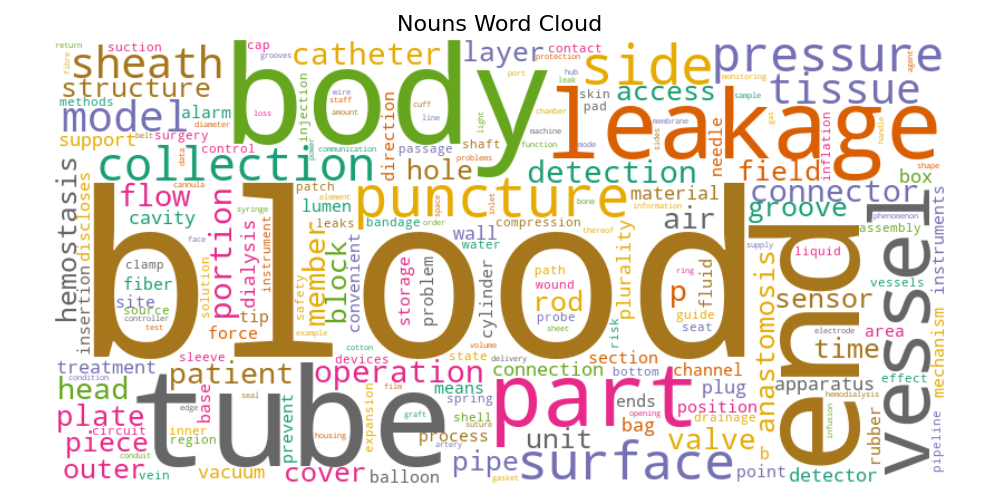 Nouns Word Cloud
return
suction
cap
grooves
catheter
layer
contact
protection
side
pressure
agent
fibre
sheath
body
structure
methods
model
alarm
diameter
injection
wire
staff
amount
cuff
line
port
hub
leak
skin
pad
access
tissue
monitoring
sample
gas
support
belt
surgery
control
loss
power
communication
direction
passage
light
machine
chamber
function
mode
membrane
sides
needle
leakage
inflation
handle
data
collection
hole
shaft
problems
detection
field
shape
box
hemostasis
discloses
flow
cannula
patch
element
puncture
space
inlet
bone
material
information
connector
cavity
portion
syringe
lumen
leaks
bandage
order
compression
thereof
air
groove
phenomenon
assembly
insertion
face
dialysis
instrument
member
block
convenient
wall
water
plurality
supply
liquid
instruments
clamp
fiber
site
source
controller
test
solution
tip
safety
storage
problem
cylinder
path
wound
rod
probe
sheet
p
ring
fluid
guide
seat
sensor
vessels
vessel
blood
end
force
example
volume
risk
electrode
area
time
mechanism
treatment
condition
sleeve
cotton
devices
state
delivery
section
bottom
channel
anastomosis
effect
apparatus
hemodialysis
head
patient
seal
operation
means
connection
plug
plate
edge
base
film
spring
part
ends
opening
position
circuit
piece
inner
region
prevent
housing
expansion
graft
shell
suture
process
unit
bag
drainage
valve
infusion
rubber
pipeline
outer
conduit
vein
vacuum
tube
cover
balloon
artery
pipe
gasket
surface
point
b
detector